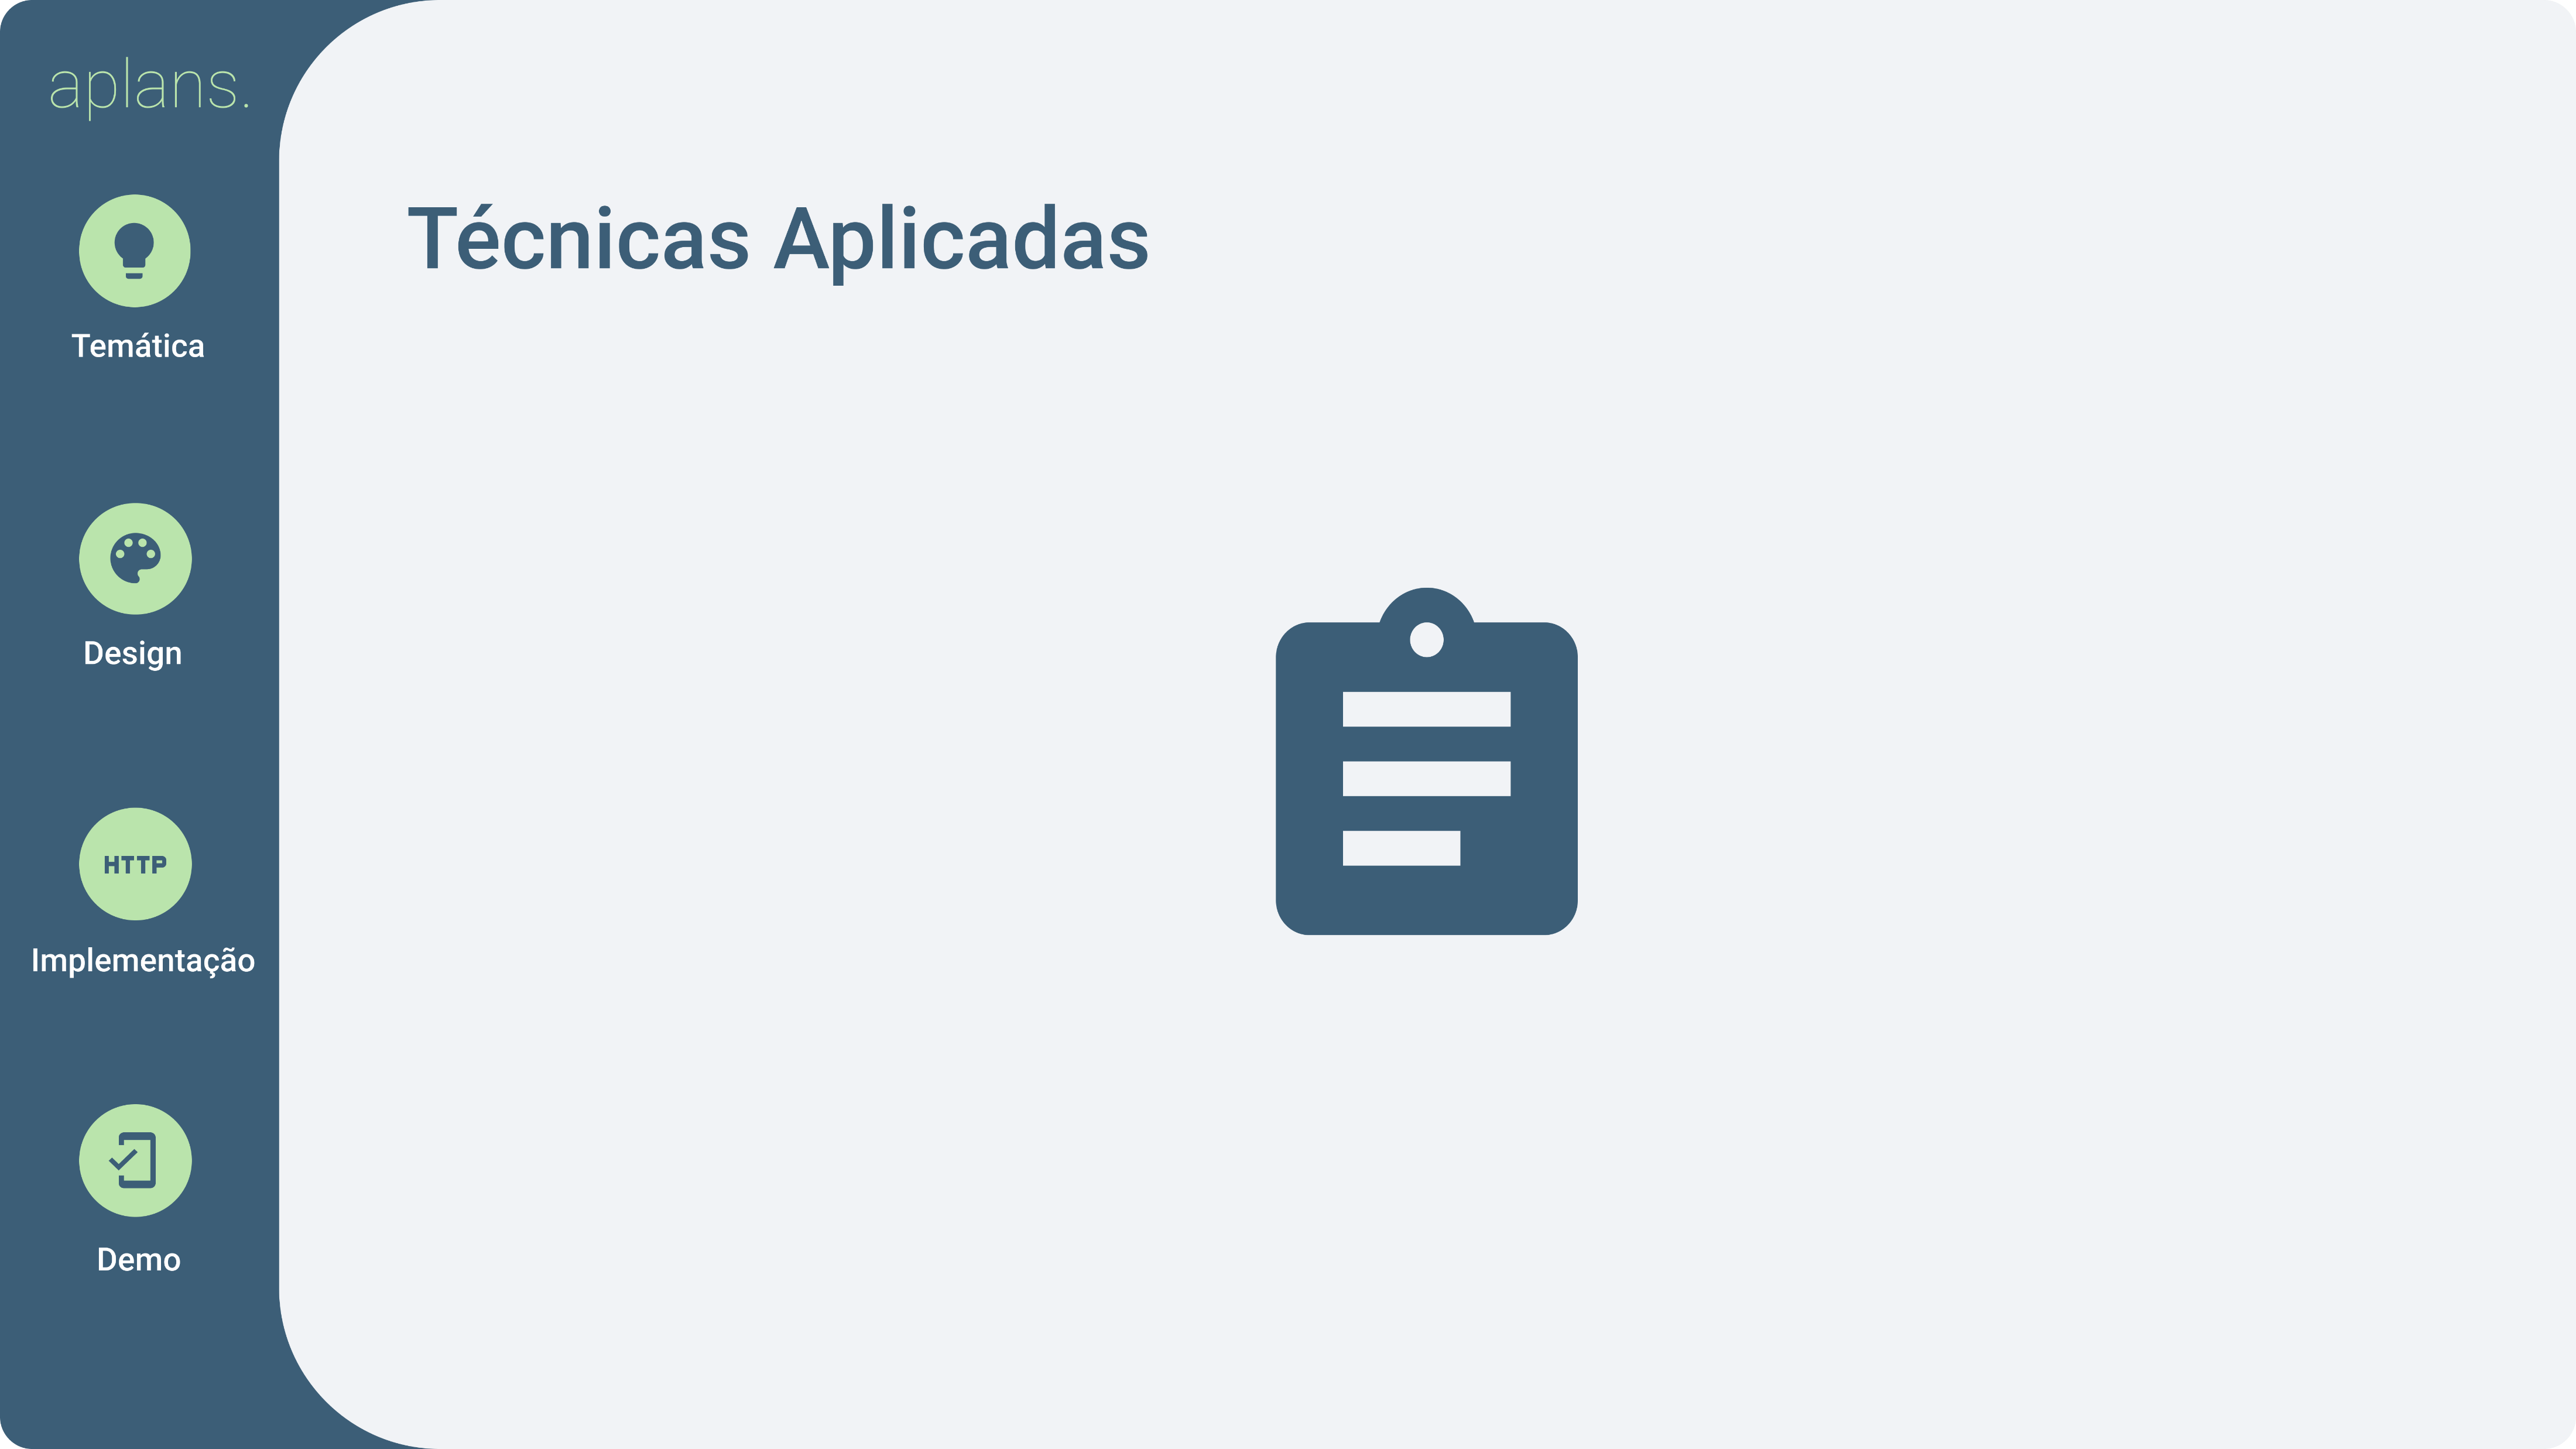 aplans.
Temática
Design
HTTP
Implementação
Demo
Técnicas Aplicadas